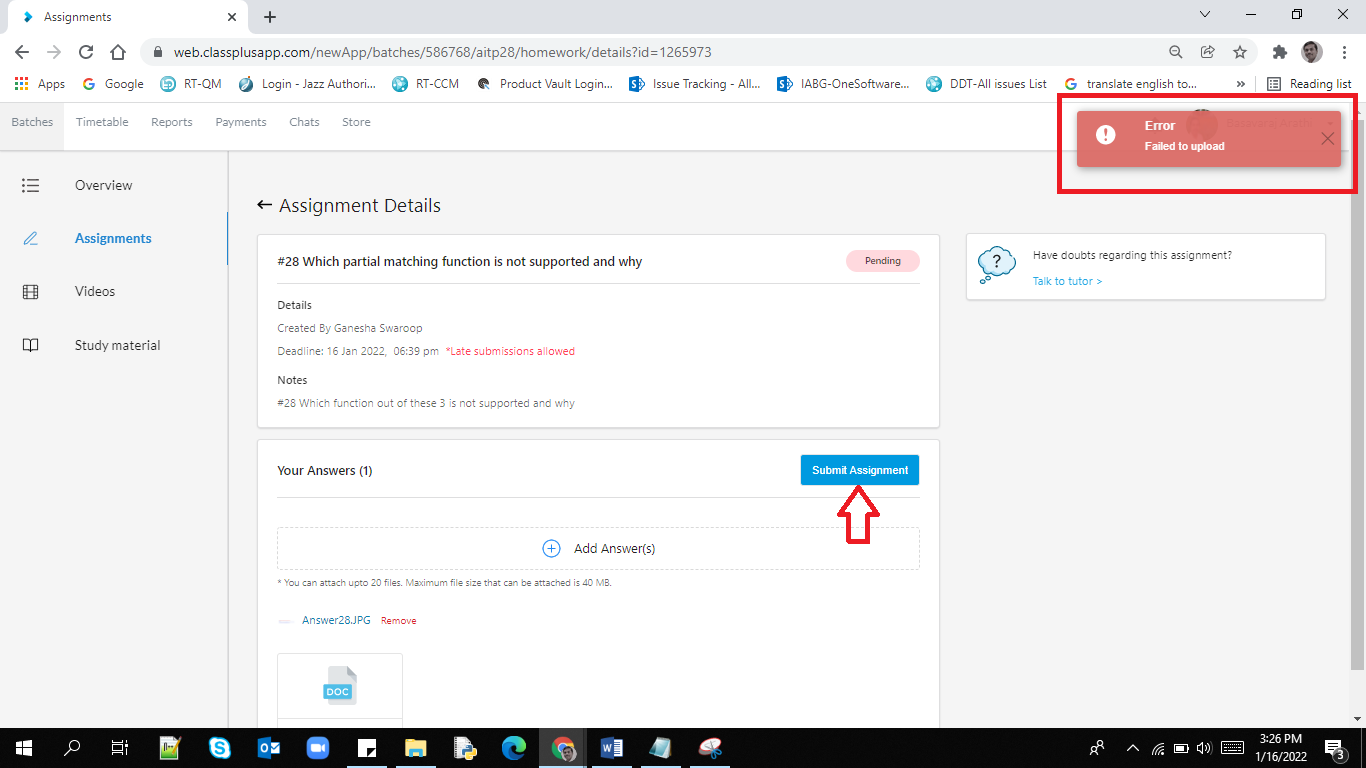 Assignments
web.classplusapp.com/newApp/batches/586768/aitp28/homework/details?id=1265973
Apps
Google
RT-QM
Login - Jazz Authori...
RT-CCM
Product Vault Login...
Issue Tracking - All...
IABG-OneSoftware...
DDT-All issues List
translate english to...
»
Reading list
Batches
Timetable
Reports
Payments
Chats
Store
Error
Failed to upload
Overview
Assignments
Videos
Study material
Assignment Details
#28 Which partial matching function is not supported and why
Pending
Details
Created By Ganesha Swaroop
Deadline: 16 Jan 2022, 06:39 pm *Late submissions allowed
Notes
#28 Which function out of these 3 is not supported and why
?
Have doubts regarding this assignment?
Talk to tutor >
Your Answers (1)
Submit Assignment
Add Answer(s)
* You can attach upto 20 files. Maximum file size that can be attached is 40 MB.
Answer28.JPG Remove
DOC
3:26 PM
1/16/2022
3